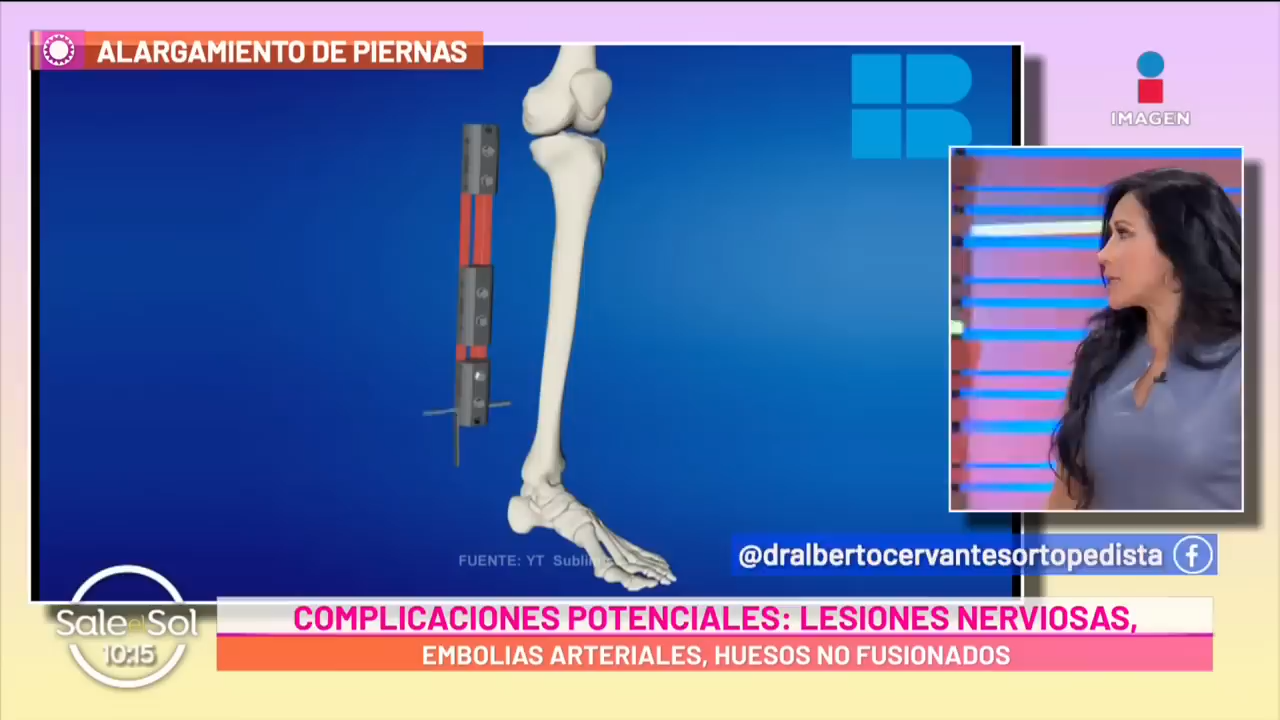 ALARGAMIENTO DE PIERNAS
IMAGEN
FUENTE: YT
@dralbertocervantesortopedista
Sale el Sol
10:15
COMPLICACIONES POTENCIALES: LESIONES NERVIOSAS,
EMBOLIAS ARTERIALES, HUESOS NO FUSIONADOS